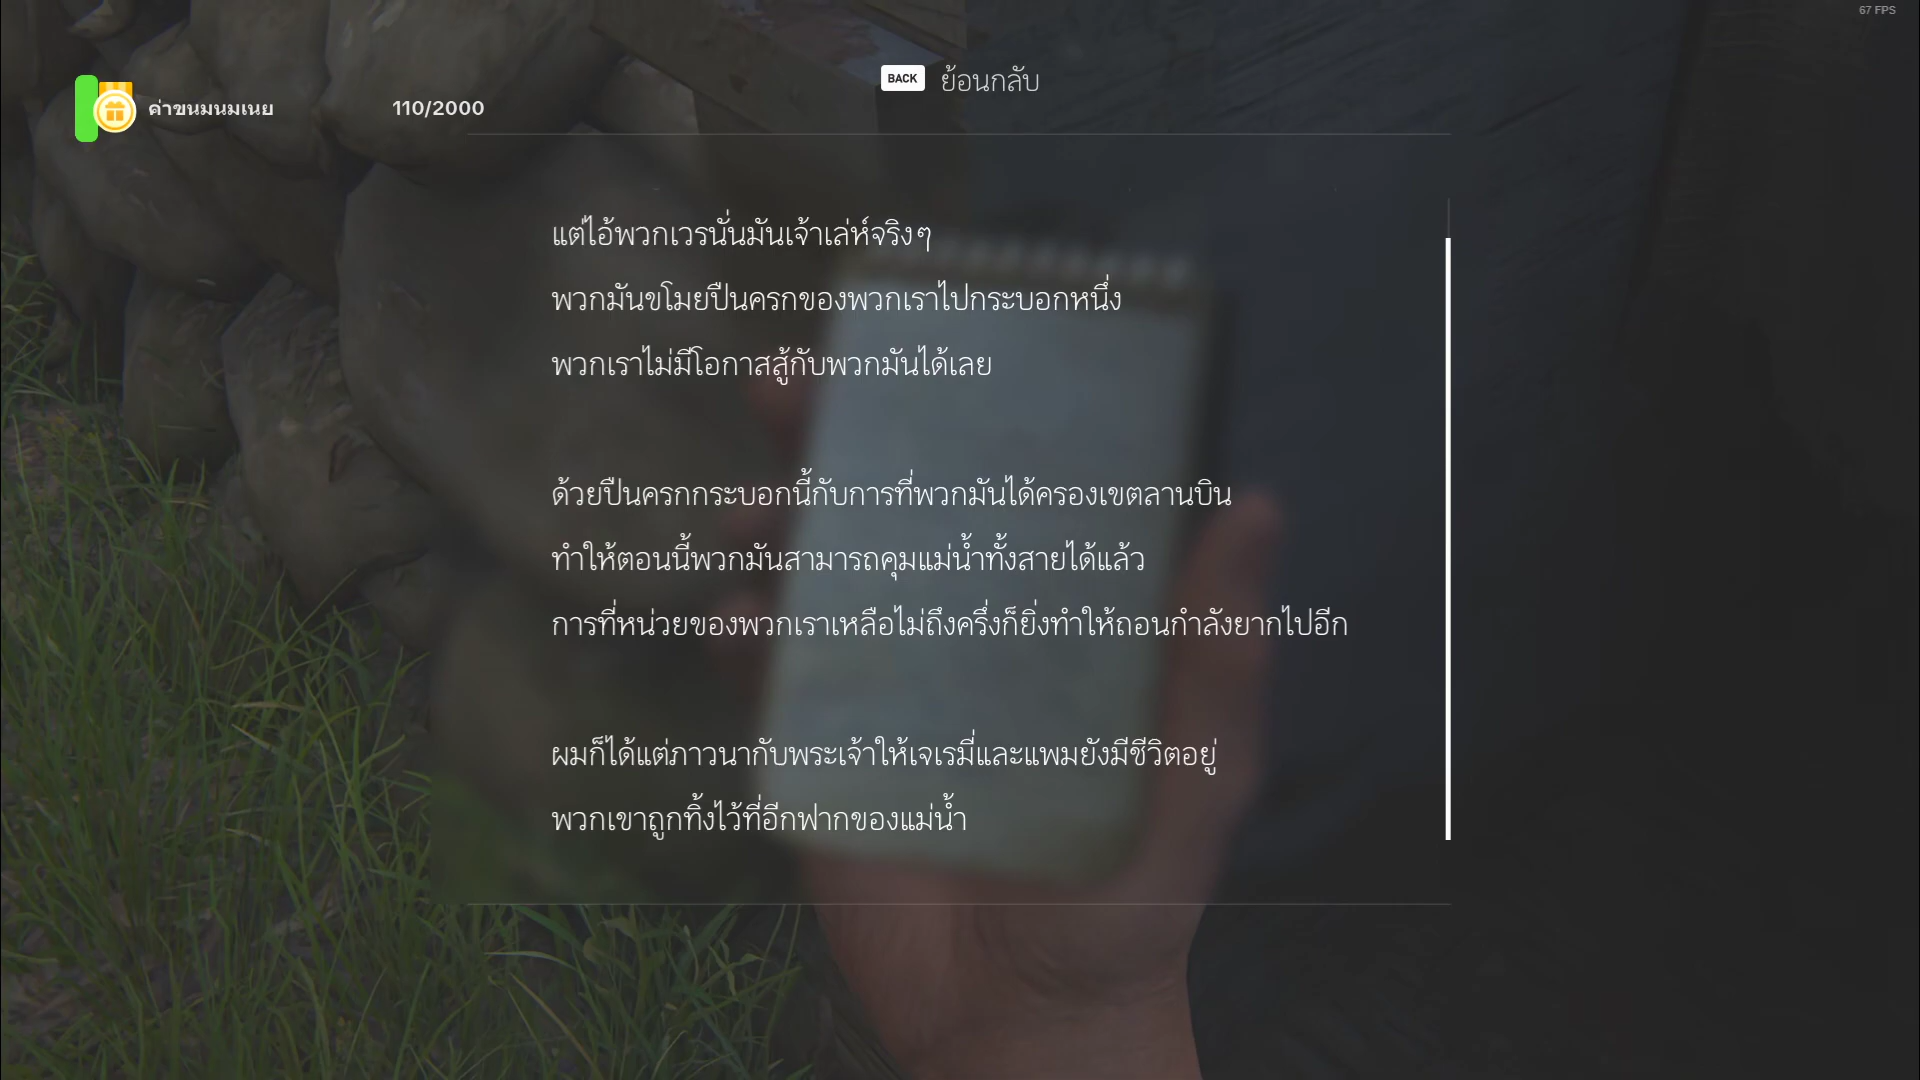 67 FPS
BACK ย้อนกลับ
ค่าขนมนมเนย 110/2000
แต่ไอ้พวกเวรนั่นมันเจ้าเล่ห์จริงๆ
พวกมันขโมยปืนครกของพวกเราไปกระบอกหนึ่ง
พวกเราไม่มีโอกาสสู้กับพวกมันได้เลย
ด้วยปืนครกกระบอกนี้กับการที่พวกมันได้ครองเขตลานบิน
ทำให้ตอนนี้พวกมันสามารถคุมแม่น้ำทั้งสายได้แล้ว
การที่หน่วยของพวกเราเหลือไม่ถึงครึ่งก็ยิ่งทำให้ถอนกำลังยากไปอีก
ผมก็ได้แต่ภาวนากับพระเจ้าให้เจเรมี่และแพมยังมีชีวิตอยู่
พวกเขาถูกทิ้งไว้ที่อีกฟากของแม่น้ำ